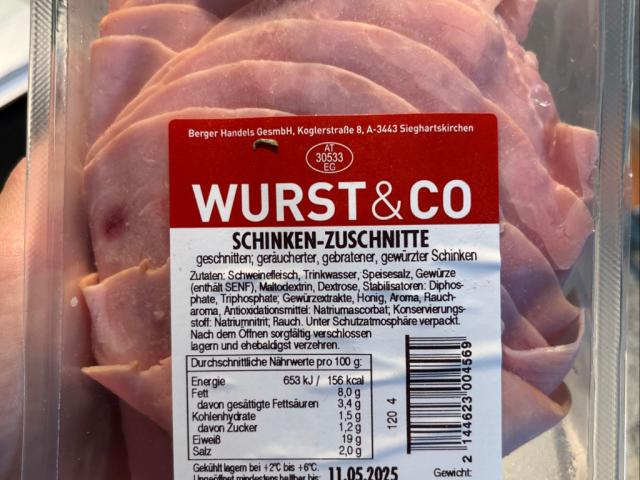 Berger Handels GesmbH, Koglerstraße 8, A-3443 Sieghartskirchen
AT
30533
EG
WURST&CO
SCHINKEN-ZUSCHNITTE
geschnitten; geräucherter, gebratener, gewürzter Schinken
Zutaten: Schweinefleisch, Trinkwasser, Speisesalz, Gewürze
(enthält SENF), Maltodextrin, Dextrose, Stabilisatoren: Diphos-
phate, Triphosphate; Gewürzextrakte, Honig, Aroma, Rauch-
aroma, Antioxidationsmittel: Natriumascorbat; Konservierungs-
stoff: Natriumnitrit; Rauch. Unter Schutzatmosphäre verpackt.
Nach dem Öffnen sorgfältig verschlossen
lagern und ehebaldigst verzehren.
Durchschnittliche Nährwerte pro 100 g:
Energie 653 kJ / 156 kcal
Fett 8,0 g
davon gesättigte Fettsäuren 3,4 g
Kohlenhydrate 1,5 g
davon Zucker 1,2 g
Eiweiß 19 g
Salz 2,0 g
120 4
2 144623 004569
Gekühlt lagern bei +2°C bis +6°C.
Ungeöffnet mindestens haltbar bis: 11.05.2025
Gewicht: